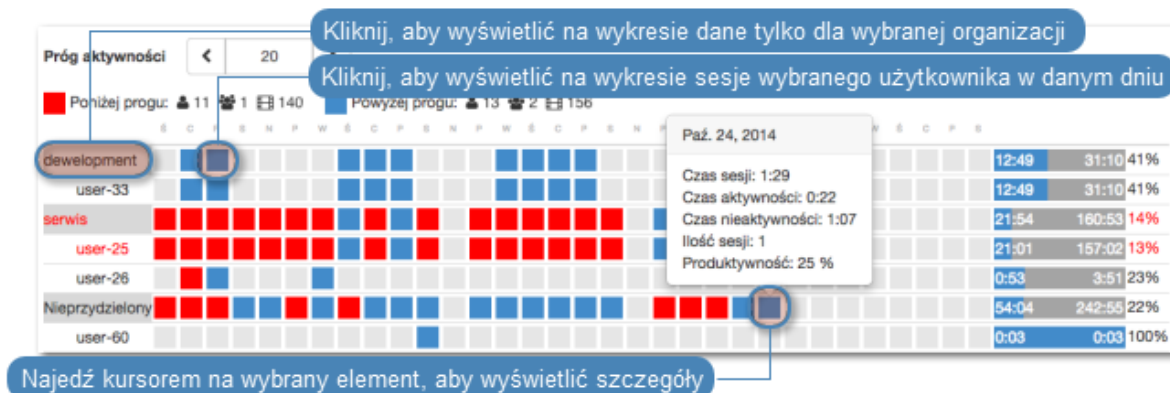 Kliknij, aby wyświetlić na wykresie dane tylko dla wybranej organizacji
Próg aktywności 20
Kliknij, aby wyświetlić na wykresie sesje wybranego użytkownika w danym dniu
Poniżej progu: 11 1 140 Powyżej progu: 13 2 156
Ś C P S N P W Ś C P S N P W Ś C P S N P W Ś C P S
Paź. 24, 2014
dewelopment 12:49 31:10 41%
Czas sesji: 1:29
user-33 12:49 31:10 41%
Czas aktywności: 0:22
Czas nieaktywności: 1:07
serwis 21:54 160:53 14%
Ilość sesji: 1
user-25 21:01 157:02 13%
Produktywność: 25 %
user-26 0:53 3:51 23%
Nieprzydzielony 54:04 242:55 22%
user-60 0:03 0:03 100%
Najedź kursorem na wybrany element, aby wyświetlić szczegóły